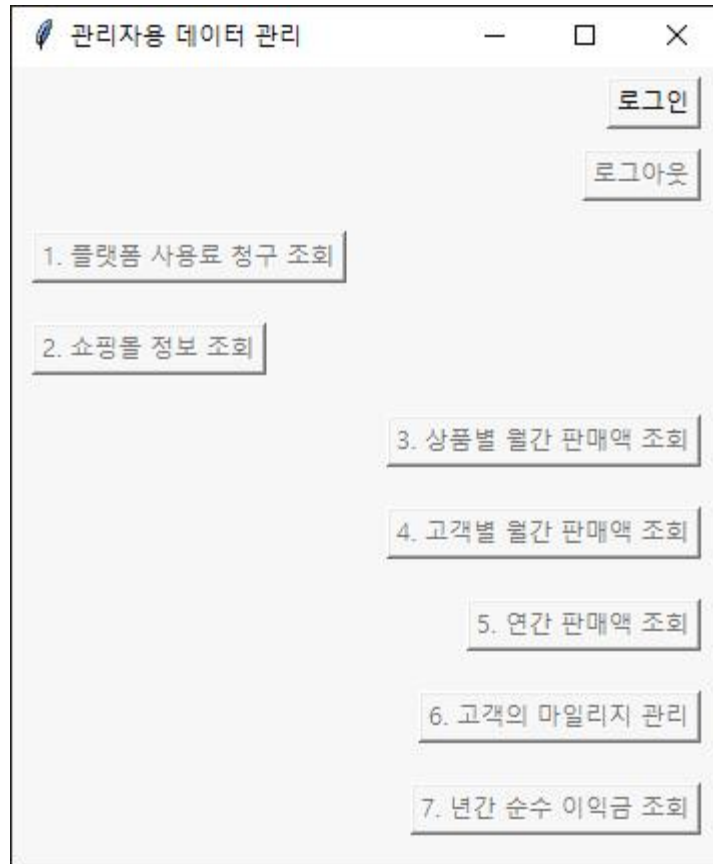 관리자용 데이터 관리
로그인
로그아웃
1. 플랫폼 사용료 청구 조회
2. 쇼핑몰 정보 조회
3. 상품별 월간 판매액 조회
4. 고객별 월간 판매액 조회
5. 연간 판매액 조회
6. 고객의 마일리지 관리
7. 년간 순수 이익금 조회